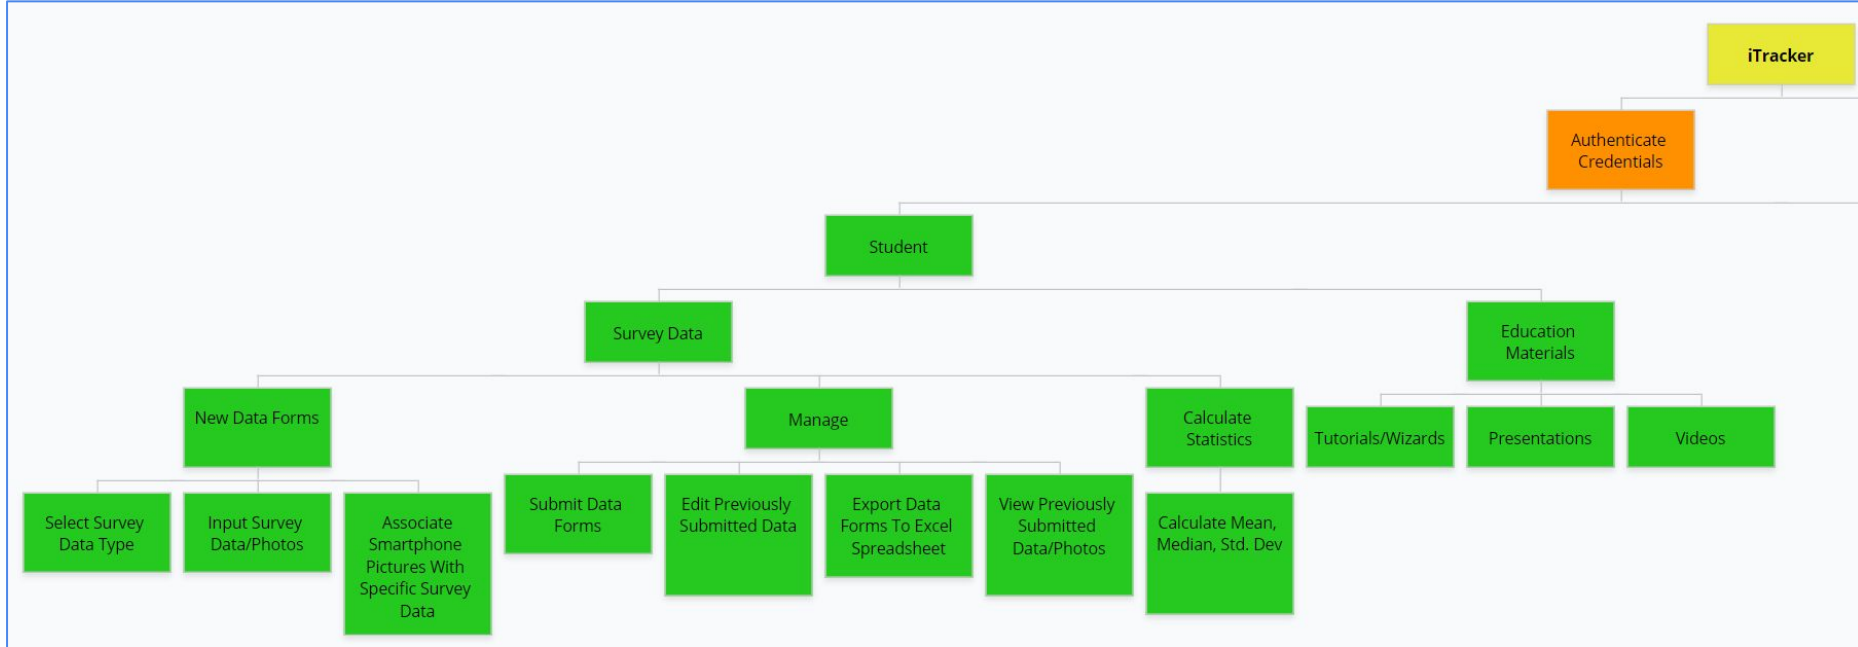 iTracker
Authenticate
Credentials
Student
Survey Data
Education
Materials
New Data Forms
Manage
Calculate
Statistics
Tutorials/Wizards
Presentations
Videos
Select Survey
Data Type
Input Survey
Data/Photos
Associate
Smartphone
Pictures With
Specific Survey
Data
Submit Data
Forms
Edit Previously
Submitted Data
Export Data
Forms To Excel
Spreadsheet
View Previously
Submitted
Data/Photos
Calculate Mean,
Median, Std. Dev